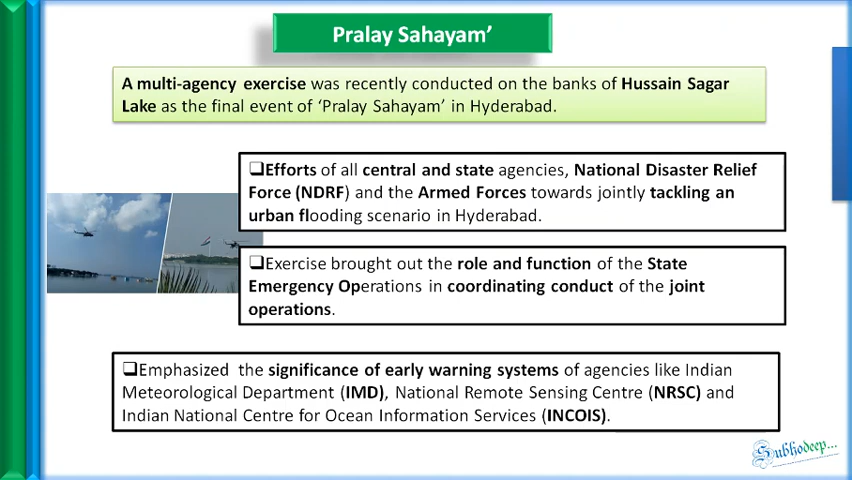 Pralay Sahayam’
A multi-agency exercise was recently conducted on the banks of Hussain Sagar
Lake as the final event of ‘Pralay Sahayam’ in Hyderabad.
❑Efforts of all central and state agencies, National Disaster Relief
Force (NDRF) and the Armed Forces towards jointly tackling an
urban flooding scenario in Hyderabad.
❑Exercise brought out the role and function of the State
Emergency Operations in coordinating conduct of the joint
operations.
❑Emphasized the significance of early warning systems of agencies like Indian
Meteorological Department (IMD), National Remote Sensing Centre (NRSC) and
Indian National Centre for Ocean Information Services (INCOIS).
Subhodeep...